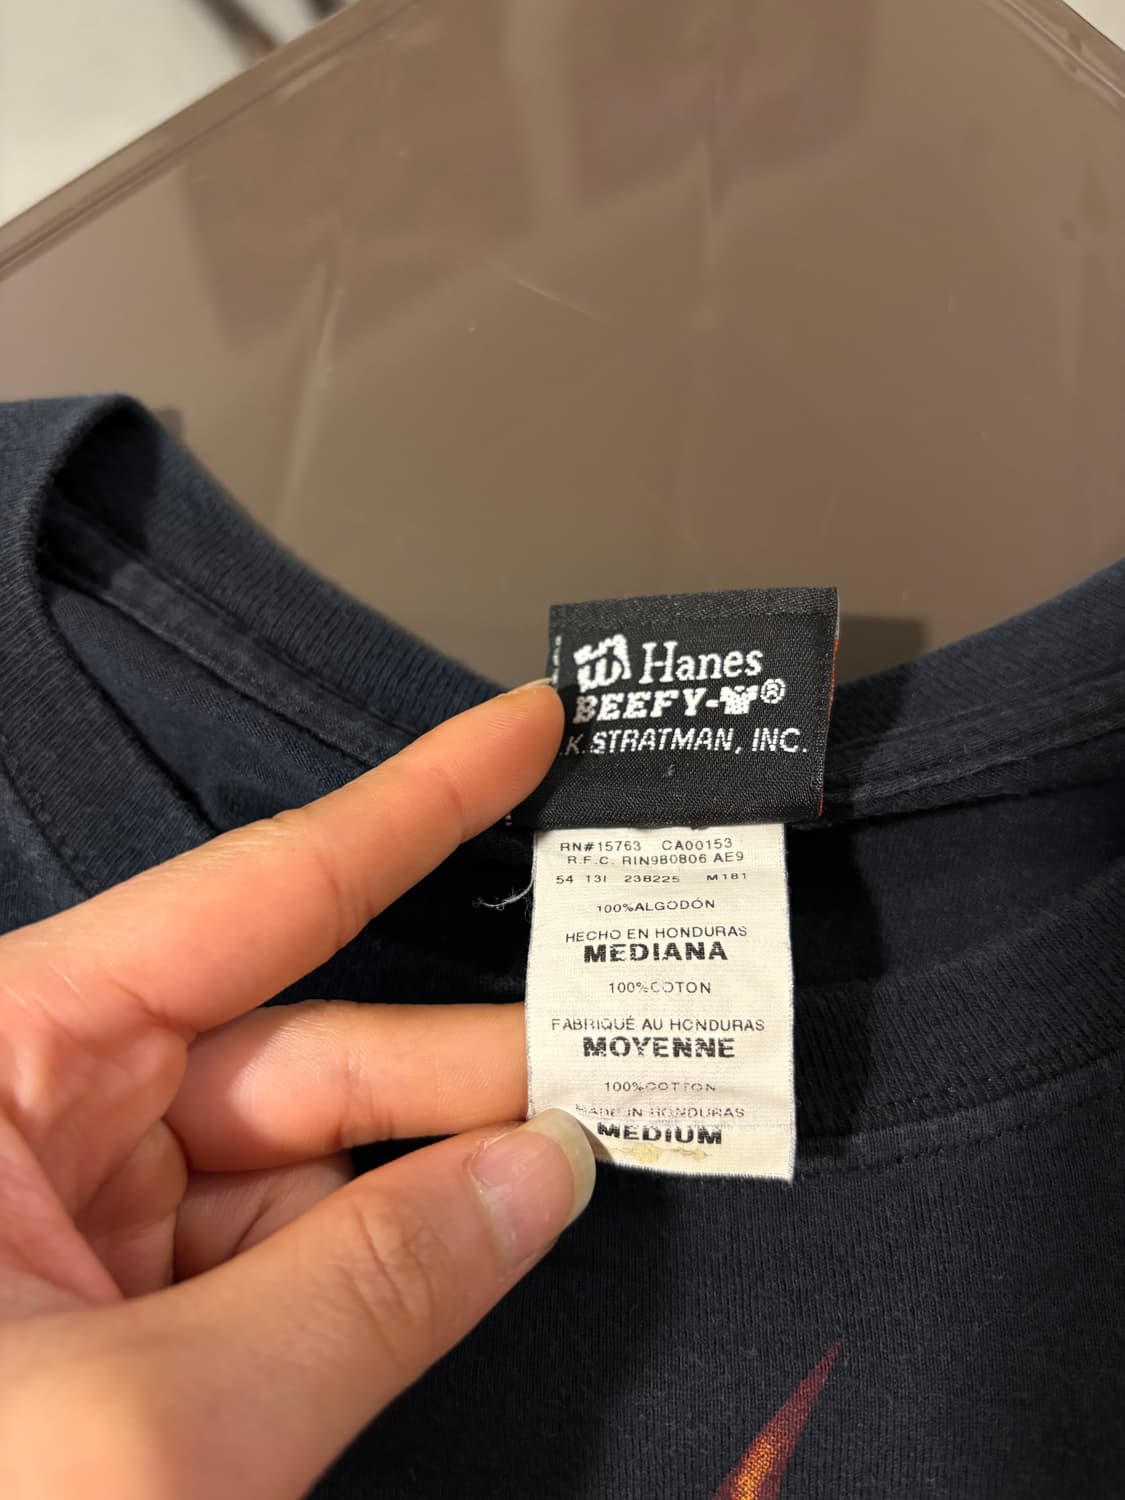 Hanes
BEEFY-T®
K. STRATMAN, INC.
RN#15763 CA00153
R.F.C. RIN980806 AE9
54 131 238225 M181
100%ALGODÓN
HECHO EN HONDURAS
MEDIANA
100%COTON
FABRIQUÉ AU HONDURAS
MOYENNE
100%COTTON
MADE IN HONDURAS
MEDIUM